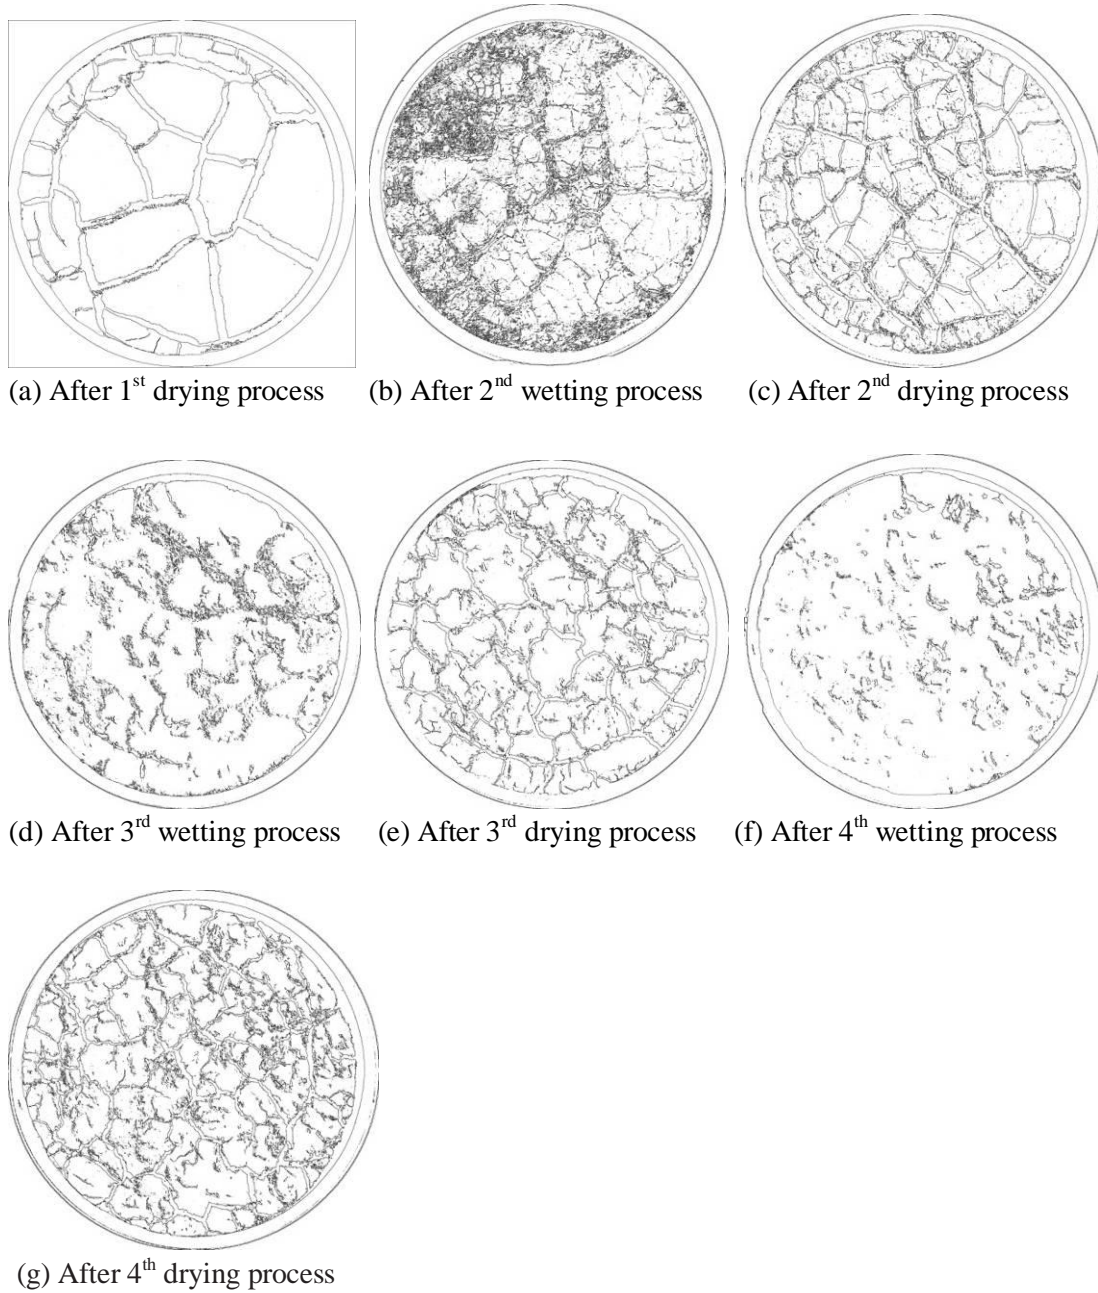 (a) After 1st drying process
(b) After 2nd wetting process
(c) After 2nd drying process
(d) After 3rd wetting process
(e) After 3rd drying process
(f) After 4th wetting process
(g) After 4th drying process